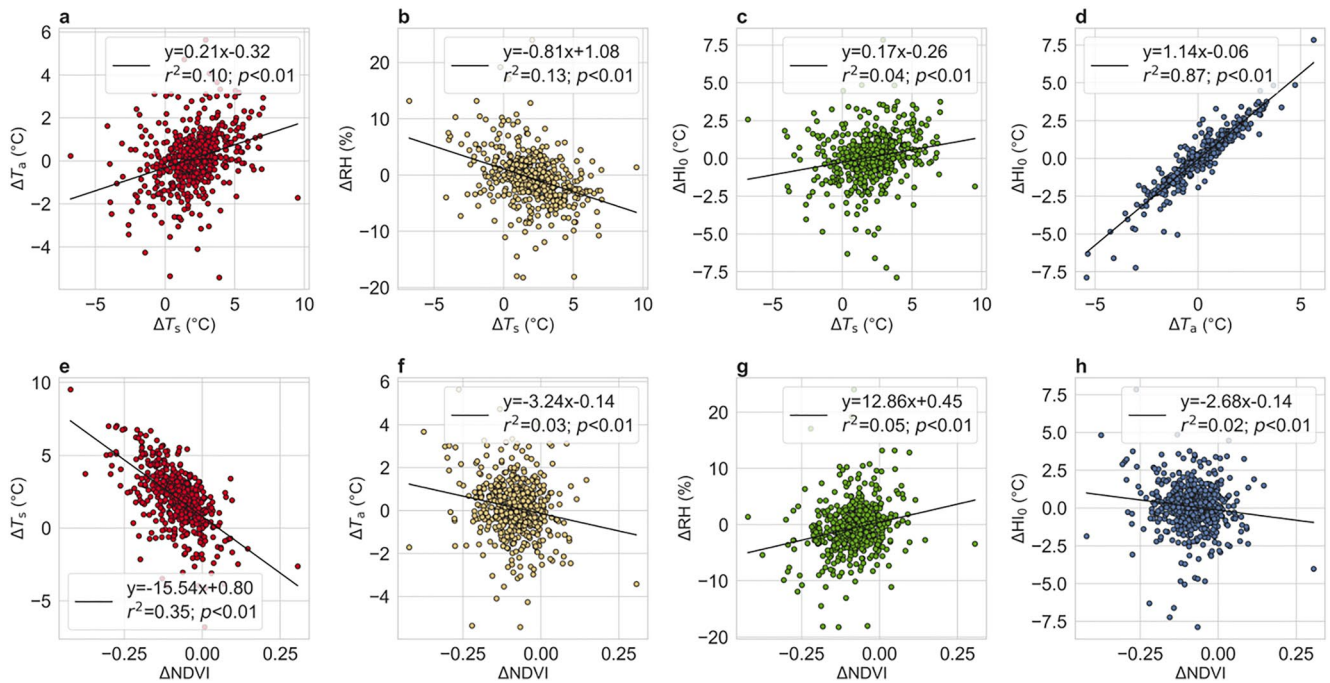 a
y=0.21x-0.32
r²=0.10; p<0.01
6
4
2
0
−2
−4
ΔTa (°C)
−5
0
5
10
ΔTs (°C)
b
y=-0.81x+1.08
r²=0.13; p<0.01
20
10
0
−10
−20
ΔRH (%)
−5
0
5
10
ΔTs (°C)
c
y=0.17x-0.26
r²=0.04; p<0.01
7.5
5.0
2.5
0.0
−2.5
−5.0
−7.5
ΔHI₀ (°C)
−5
0
5
10
ΔTs (°C)
d
y=1.14x-0.06
r²=0.87; p<0.01
7.5
5.0
2.5
0.0
−2.5
−5.0
−7.5
ΔHI₀ (°C)
−5
0
5
ΔTa (°C)
e
10
5
0
−5
ΔTs (°C)
y=-15.54x+0.80
r²=0.35; p<0.01
−0.25
0.00
0.25
ΔNDVI
f
y=-3.24x-0.14
r²=0.03; p<0.01
6
4
2
0
−2
−4
ΔTa (°C)
−0.25
0.00
0.25
ΔNDVI
g
y=12.86x+0.45
r²=0.05; p<0.01
20
10
0
−10
−20
ΔRH (%)
−0.25
0.00
0.25
ΔNDVI
h
y=-2.68x-0.14
r²=0.02; p<0.01
7.5
5.0
2.5
0.0
−2.5
−5.0
−7.5
ΔHI₀ (°C)
−0.25
0.00
0.25
ΔNDVI